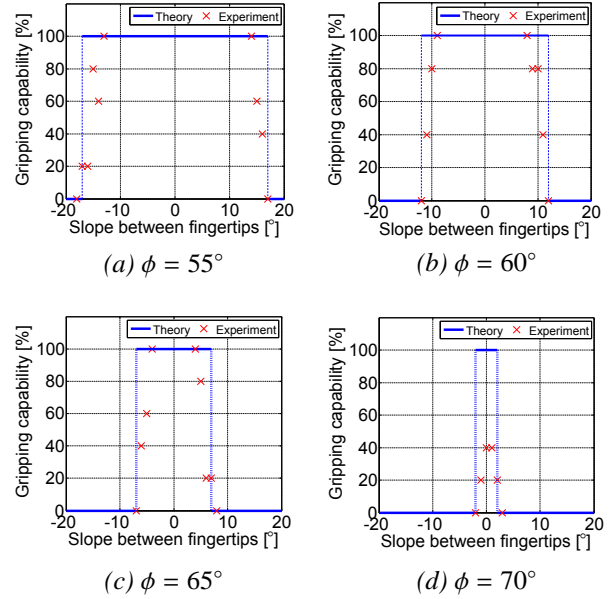 Theory Experiment
Gripping capability [%]
100
80
60
40
20
0
-20 -10 0 10 20
Slope between fingertips [°]
(a) ϕ = 55°
Theory Experiment
Gripping capability [%]
100
80
60
40
20
0
-20 -10 0 10 20
Slope between fingertips [°]
(b) ϕ = 60°
Theory Experiment
Gripping capability [%]
100
80
60
40
20
0
-20 -10 0 10 20
Slope between fingertips [°]
(c) ϕ = 65°
Theory Experiment
Gripping capability [%]
100
80
60
40
20
0
-20 -10 0 10 20
Slope between fingertips [°]
(d) ϕ = 70°